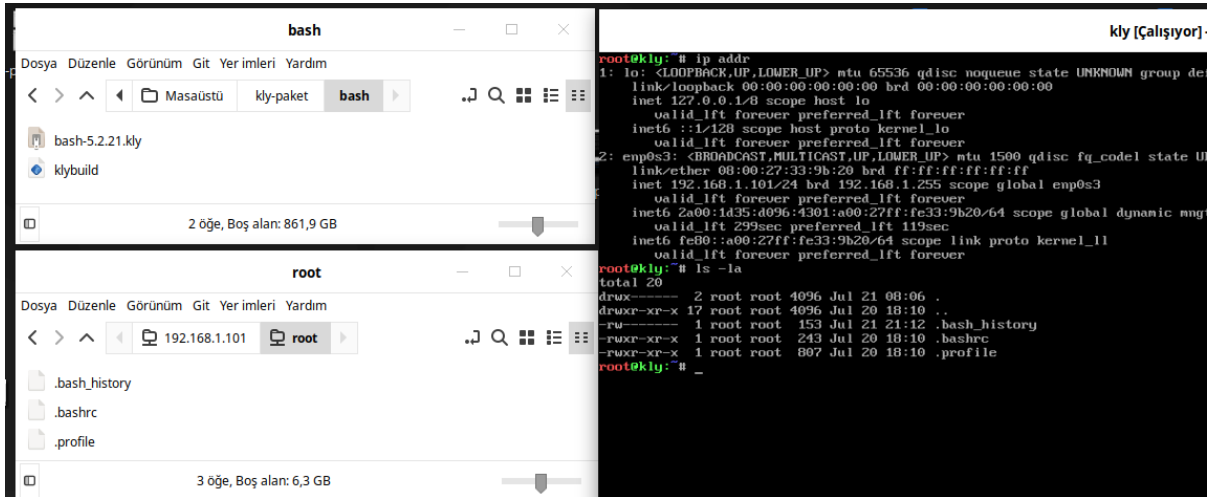 bash
Dosya Düzenle Görünüm Git Yer imleri Yardım
Masaüstü kly-paket bash
bash-5.2.21.kly
klybuild
2 öğe, Boş alan: 861,9 GB
root
Dosya Düzenle Görünüm Git Yer imleri Yardım
192.168.1.101 root
.bash_history
.bashrc
.profile
3 öğe, Boş alan: 6,3 GB
kly [Çalışıyor] -
root@kly:~# ip addr
1: lo: <LOOPBACK,UP,LOWER_UP> mtu 65536 qdisc noqueue state UNKNOWN group def
link/loopback 00:00:00:00:00:00 brd 00:00:00:00:00:00
inet 127.0.0.1/8 scope host lo
valid_lft forever preferred_lft forever
inet6 ::1/128 scope host proto kernel_lo
valid_lft forever preferred_lft forever
2: enp0s3: <BROADCAST,MULTICAST,UP,LOWER_UP> mtu 1500 qdisc fq_codel state U
link/ether 08:00:27:33:9b:20 brd ff:ff:ff:ff:ff:ff
inet 192.168.1.101/24 brd 192.168.1.255 scope global enp0s3
valid_lft forever preferred_lft forever
inet6 2a00:1d35:d096:4301:a00:27ff:fe33:9b20/64 scope global dynamic mngt
valid_lft 299sec preferred_lft 119sec
inet6 fe80::a00:27ff:fe33:9b20/64 scope link proto kernel_ll
valid_lft forever preferred_lft forever
root@kly:~# ls -la
total 20
drwx------ 2 root root 4096 Jul 21 08:06 .
drwxr-xr-x 17 root root 4096 Jul 20 18:10 ..
-rw------- 1 root root 153 Jul 21 21:12 .bash_history
-rwxr-xr-x 1 root root 243 Jul 20 18:10 .bashrc
-rwxr-xr-x 1 root root 807 Jul 20 18:10 .profile
root@kly:~# _